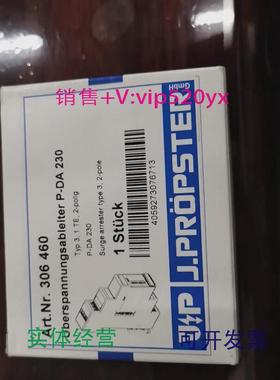 销售+V:vip520yx
Art.Nr. 306 460
Überspannungsableiter P-DA 230
Typ 3, 1 TE, 2-polig
P-DA 230
Surge arrester type 3, 2-pole
1 Stück
4059273076713
J.PRÖPSTER
GmbH
实体经营
可开发票